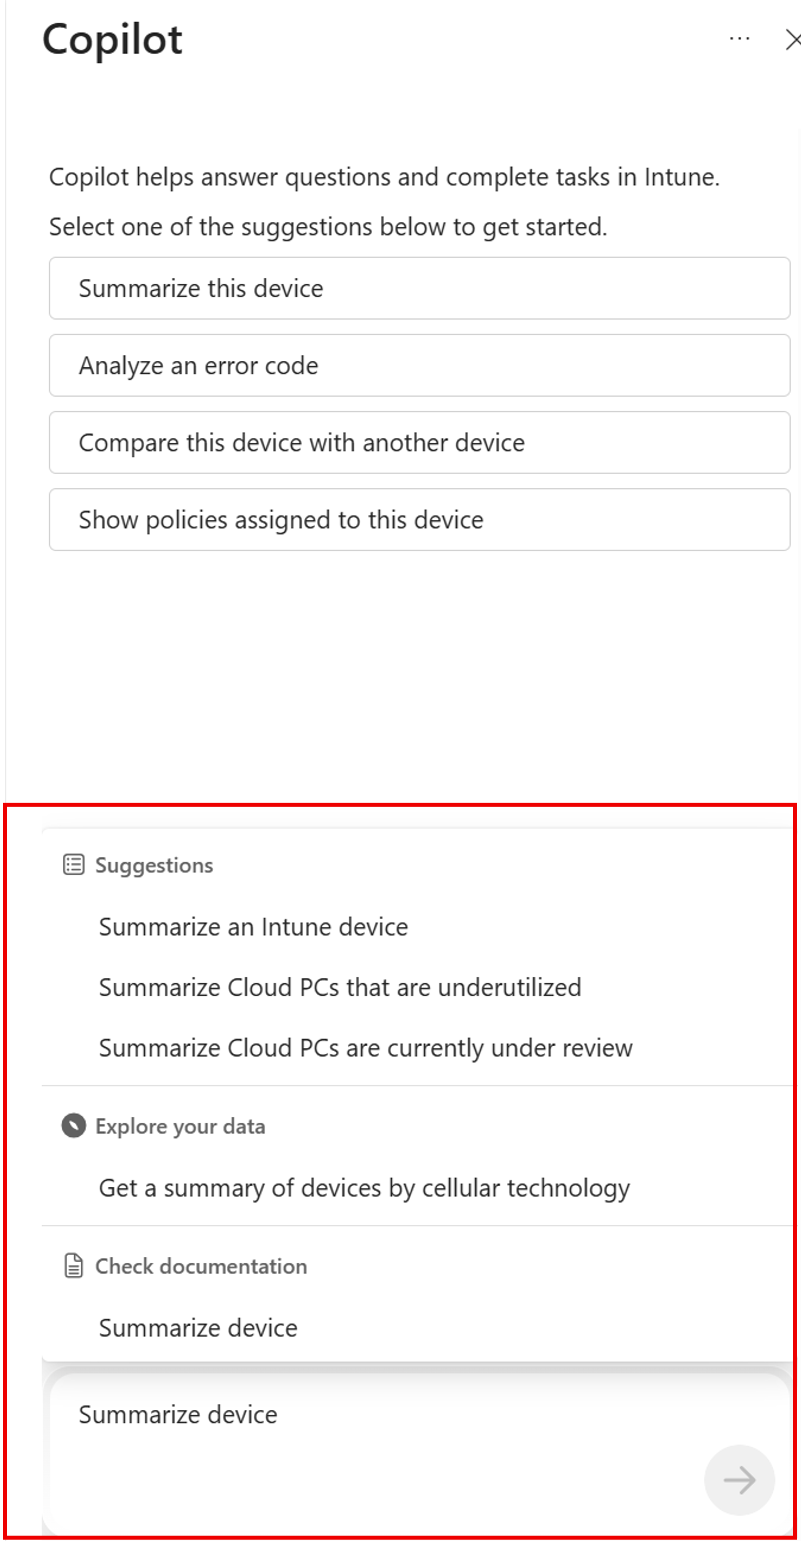 Copilot
Copilot helps answer questions and complete tasks in Intune.
Select one of the suggestions below to get started.
Summarize this device
Analyze an error code
Compare this device with another device
Show policies assigned to this device
Suggestions
Summarize an Intune device
Summarize Cloud PCs that are underutilized
Summarize Cloud PCs are currently under review
Explore your data
Get a summary of devices by cellular technology
Check documentation
Summarize device
Summarize device